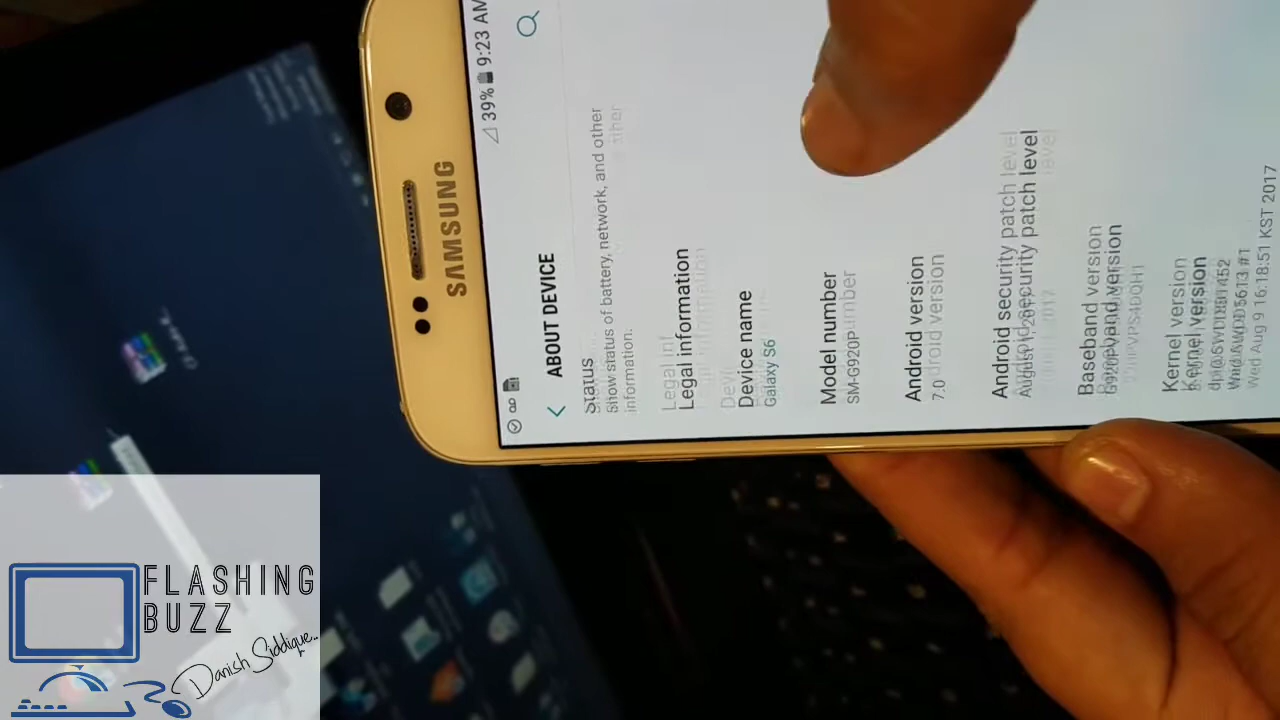 39% 9:23 AM
SAMSUNG
ABOUT DEVICE
Status
Show status of battery, network, and other
information.
Legal information
Device name
Galaxy S6
Model number
SM-G920P
Android version
7.0
Android security patch level
Baseband version
Kernel version
Wed Aug 9 16:18:51 KST 2017
FLASHING
BUZZ
Danish Siddique..